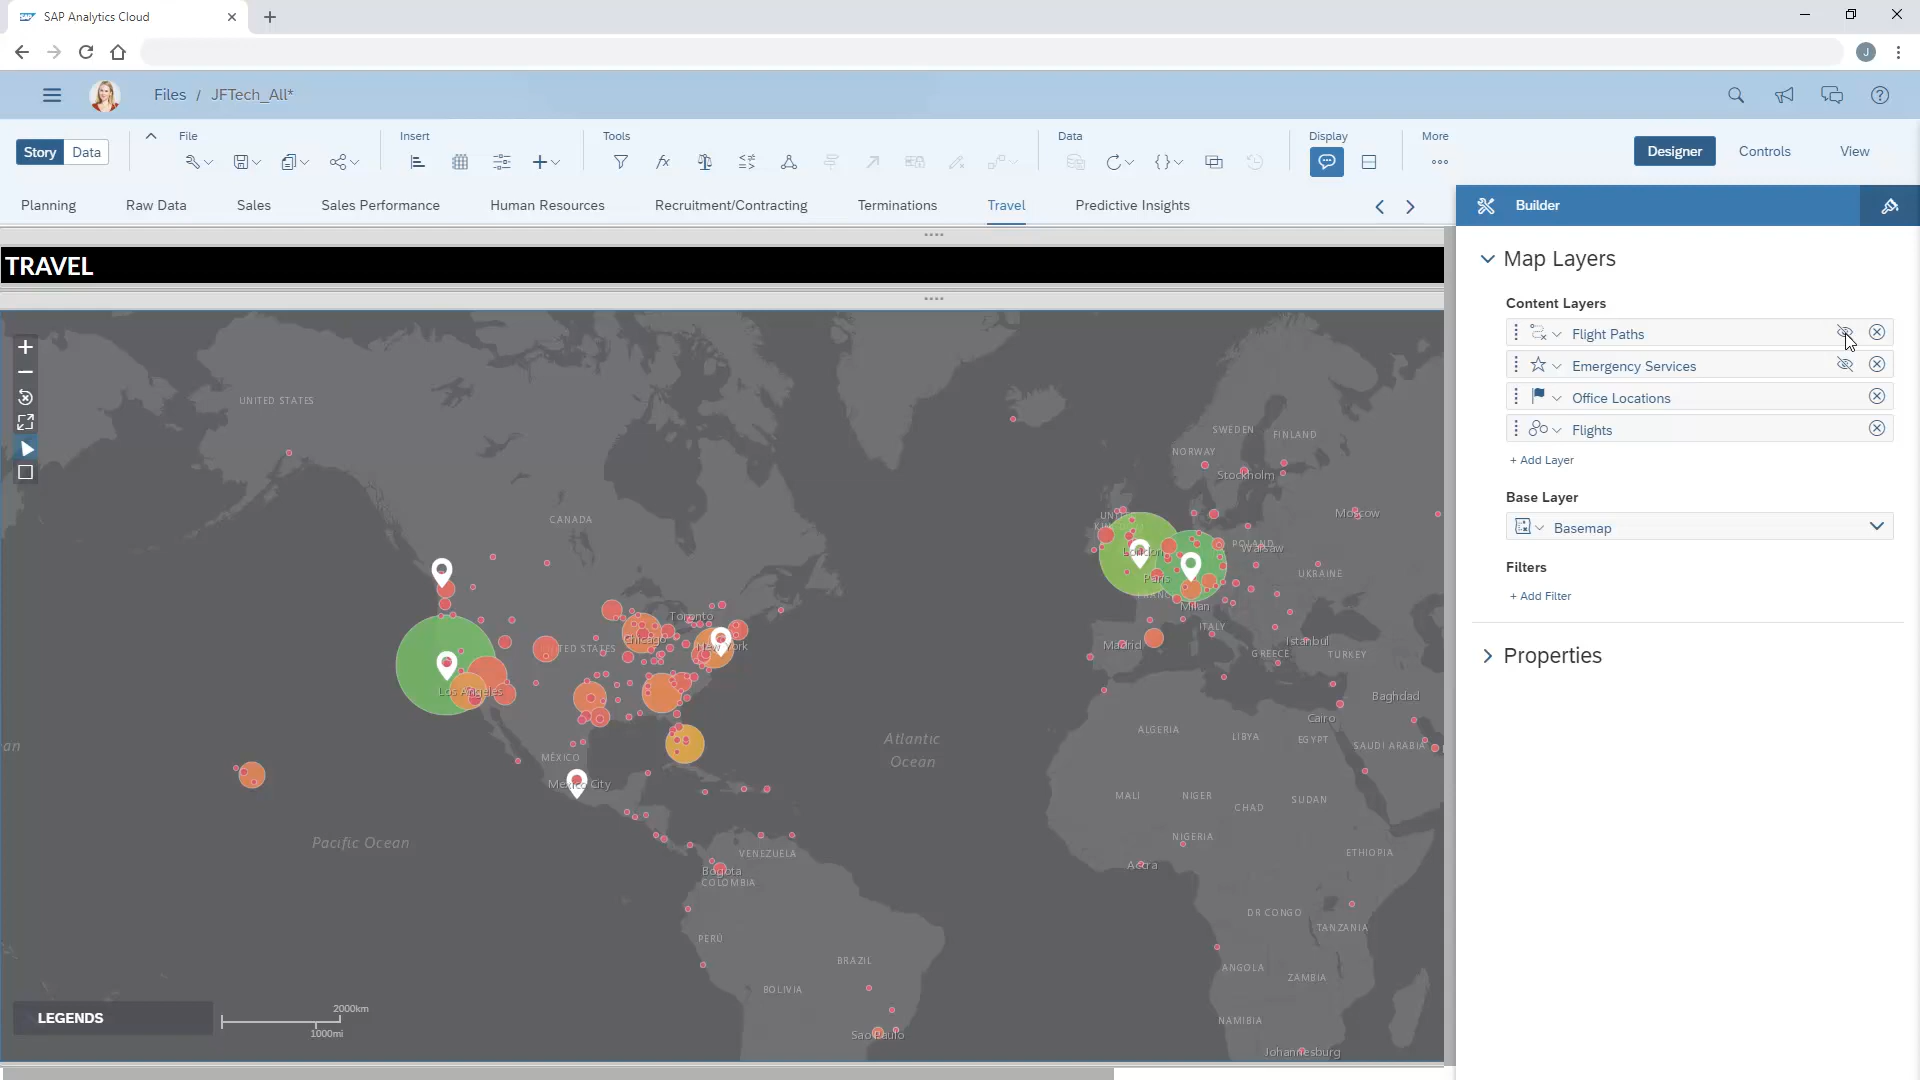 SAP Analytics Cloud
J
Files / JFTech_All*
Story
Data
File
Insert
Tools
Data
Display
More
Designer
Controls
View
Planning
Raw Data
Sales
Sales Performance
Human Resources
Recruitment/Contracting
Terminations
Travel
Predictive Insights
Builder
TRAVEL
Map Layers
Content Layers
Flight Paths
Emergency Services
Office Locations
Flights
+ Add Layer
Base Layer
Basemap
Filters
+ Add Filter
Properties
UNITED STATES
CANADA
SWEDEN
FINLAND
NORWAY
Stockholm
Moscow
London
POLAND
Warsaw
Paris
UKRAINE
Milan
ITALY
Toronto
Chicago
New York
Madrid
Istanbul
GREECE
TURKEY
Los Angeles
Baghdad
Cairo
ALGERIA
LIBYA
EGYPT
SAUDI ARABIA
Atlantic
Ocean
an
MÉXICO
Mexico City
MALI
NIGER
CHAD
SUDAN
Pacific Ocean
NIGERIA
VENEZUELA
ETHIOPIA
Accra
Bogota
COLOMBIA
DR CONGO
TANZANIA
PERÚ
BRAZIL
ANGOLA
ZAMBIA
BOLIVIA
NAMIBIA
Sao Paulo
Johannesburg
LEGENDS
2000km
1000mi